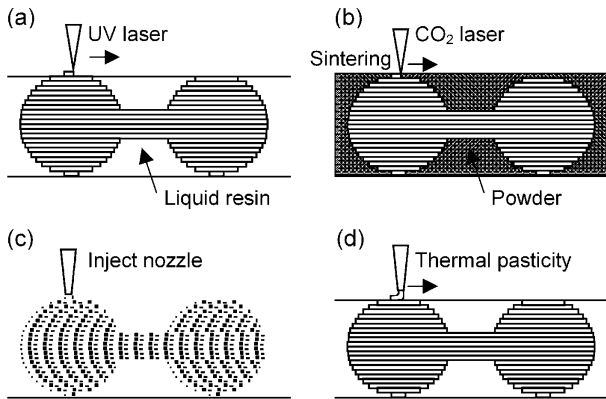 (a)
UV laser
Liquid resin
(b)
CO₂ laser
Sintering
Powder
(c)
Inject nozzle
(d)
Thermal pasticity